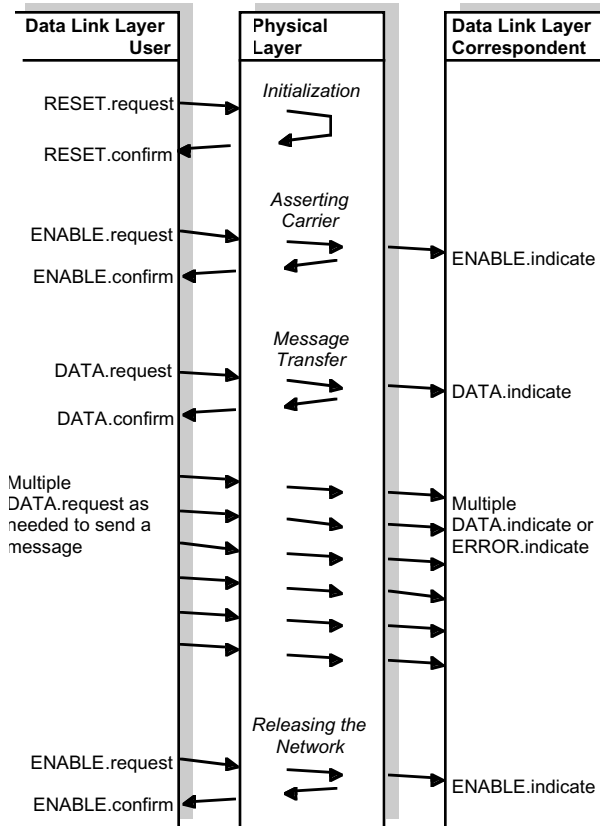 Data Link Layer
User
Physical
Layer
Data Link Layer
Correspondent
Initialization
RESET.request
RESET.confirm
Asserting
Carrier
ENABLE.request
ENABLE.indicate
ENABLE.confirm
Message
Transfer
DATA.request
DATA.indicate
DATA.confirm
Multiple
DATA.request as
needed to send a
message
Multiple
DATA.indicate or
ERROR.indicate
Releasing the
Network
ENABLE.request
ENABLE.indicate
ENABLE.confirm